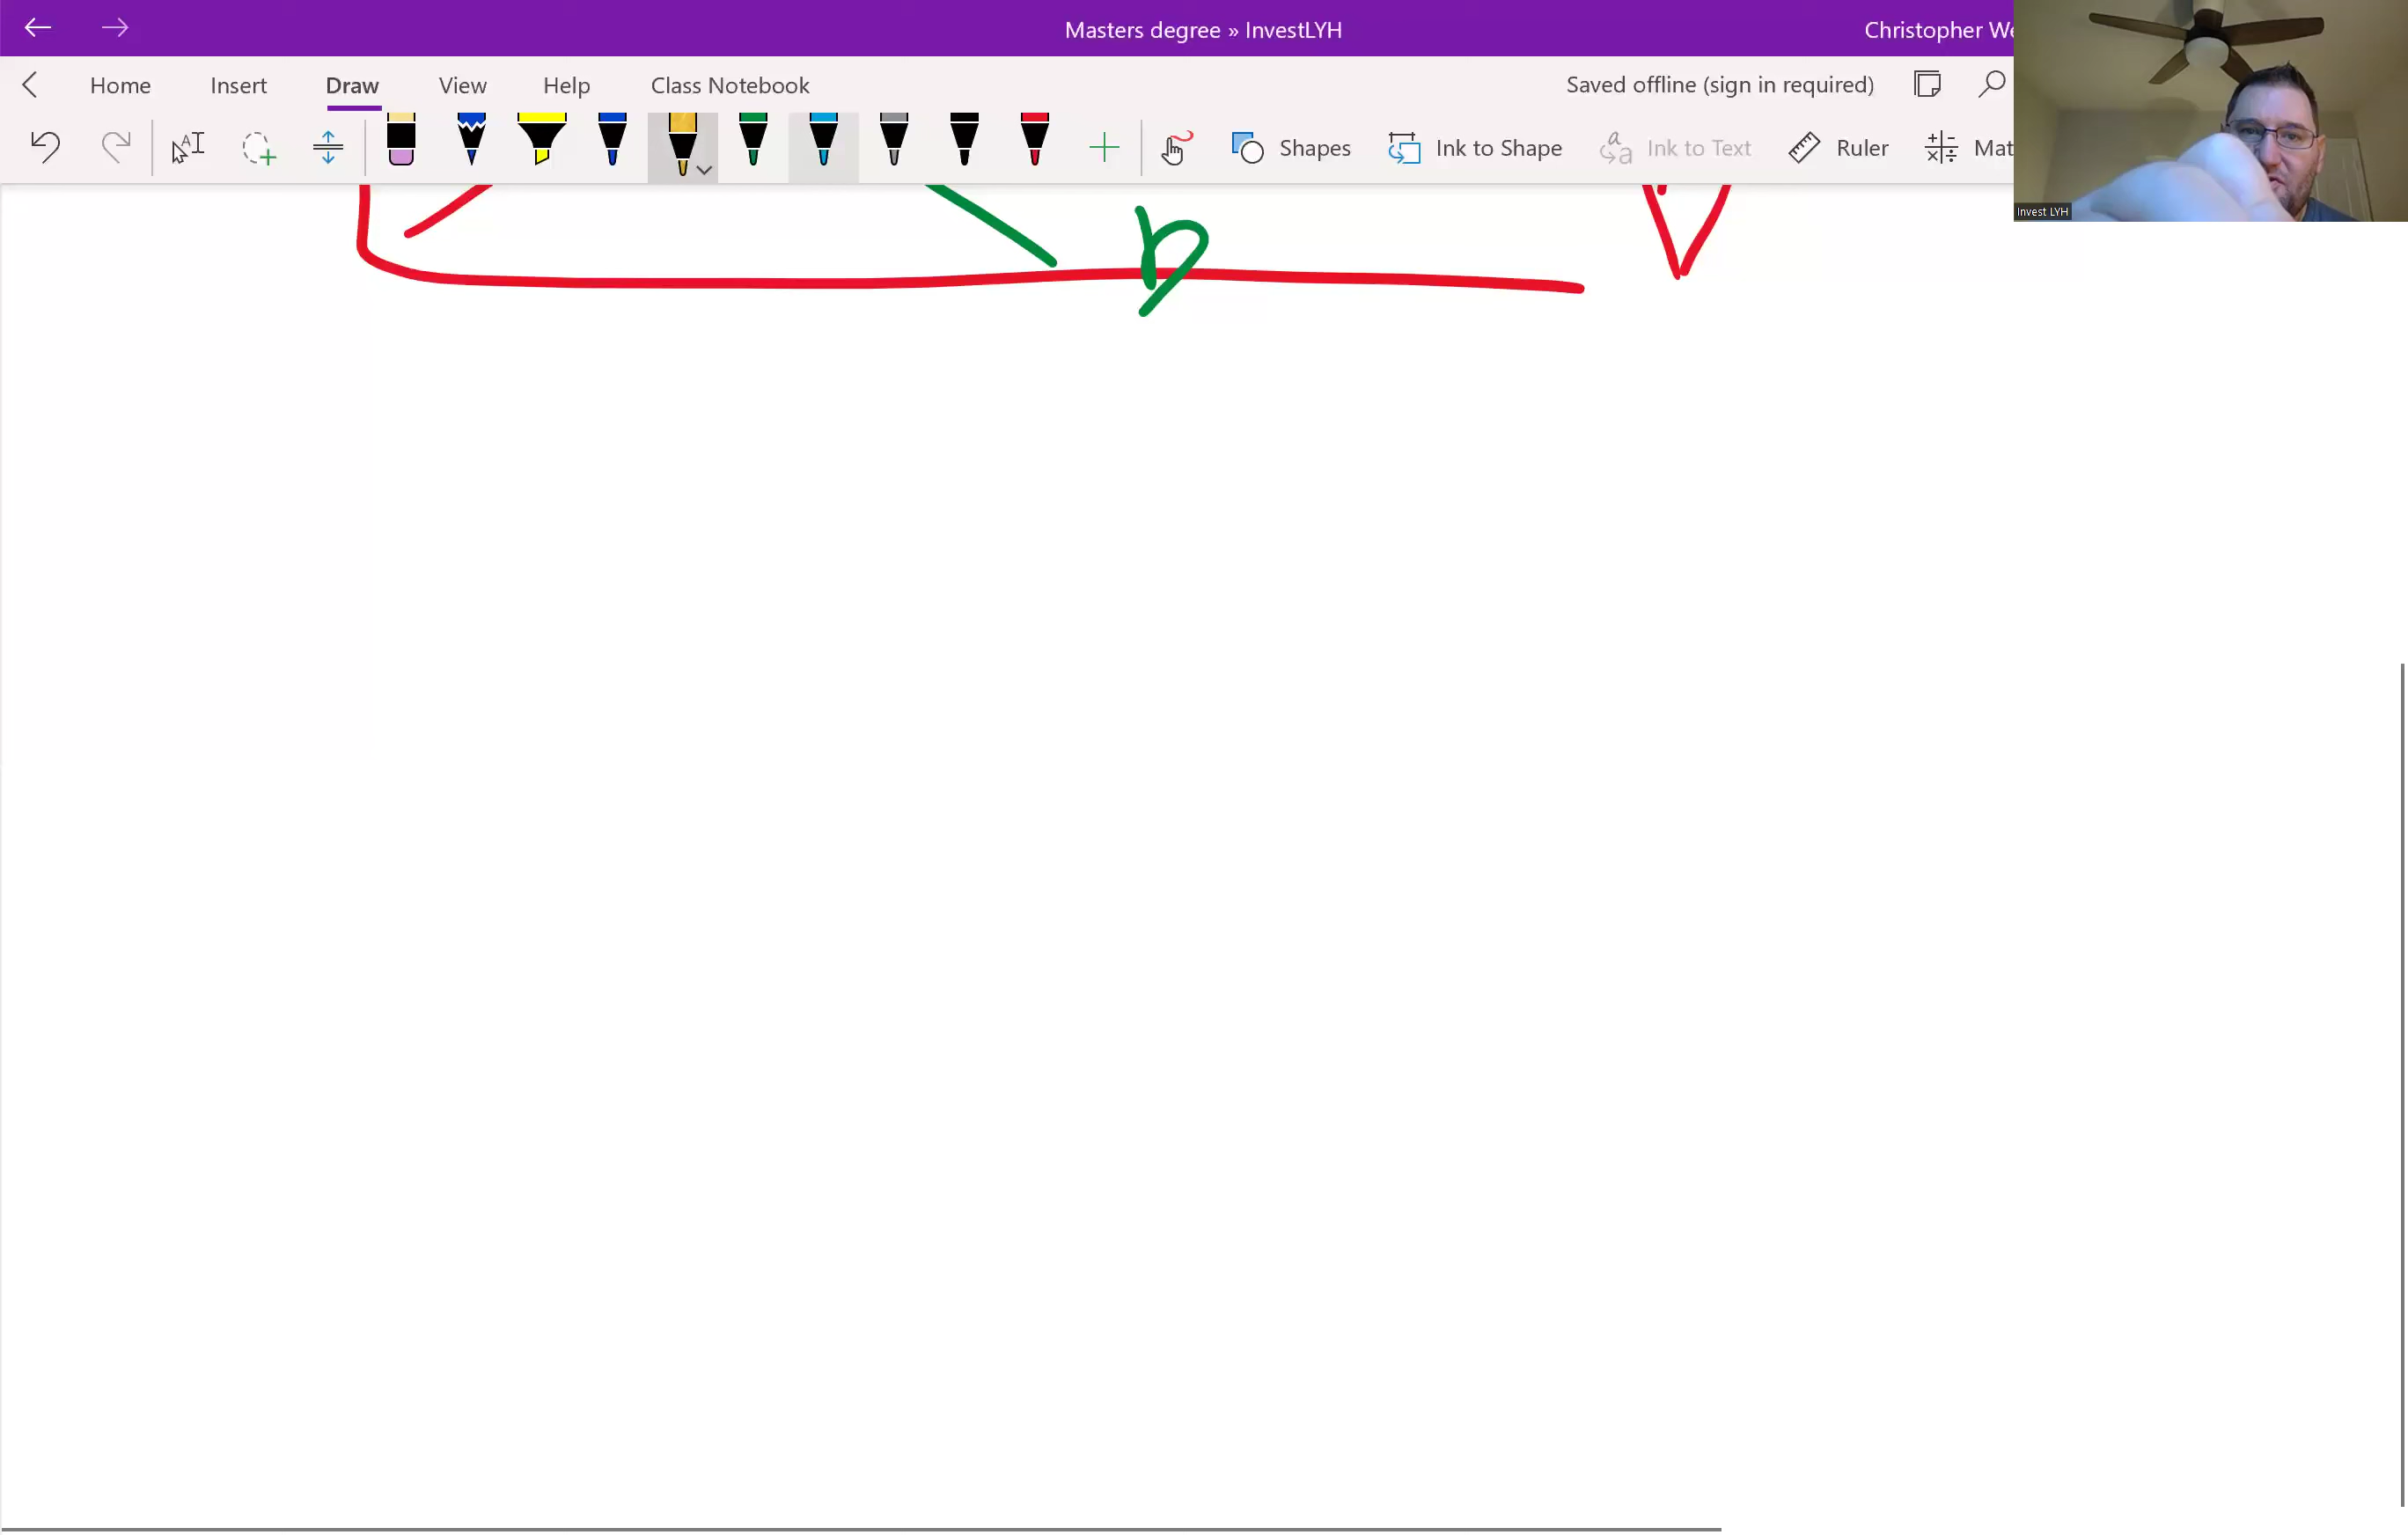 Masters degree » InvestLYH
Christopher We
Home Insert Draw View Help Class Notebook
Saved offline (sign in required)
Shapes Ink to Shape Ink to Text Ruler Mat
Invest LYH
D